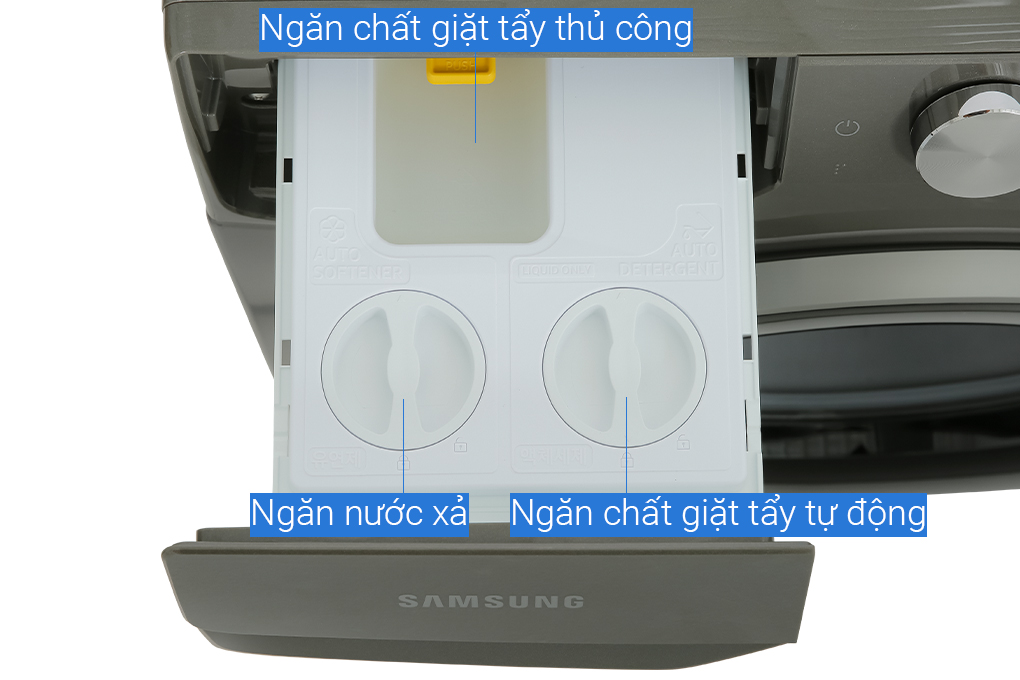 Ngăn chất giặt tẩy thủ công
PUSH
AUTO
SOFTENER
AUTO
LIQUID ONLY
DETERGENT
Ngăn nước xả
Ngăn chất giặt tẩy tự động
SAMSUNG